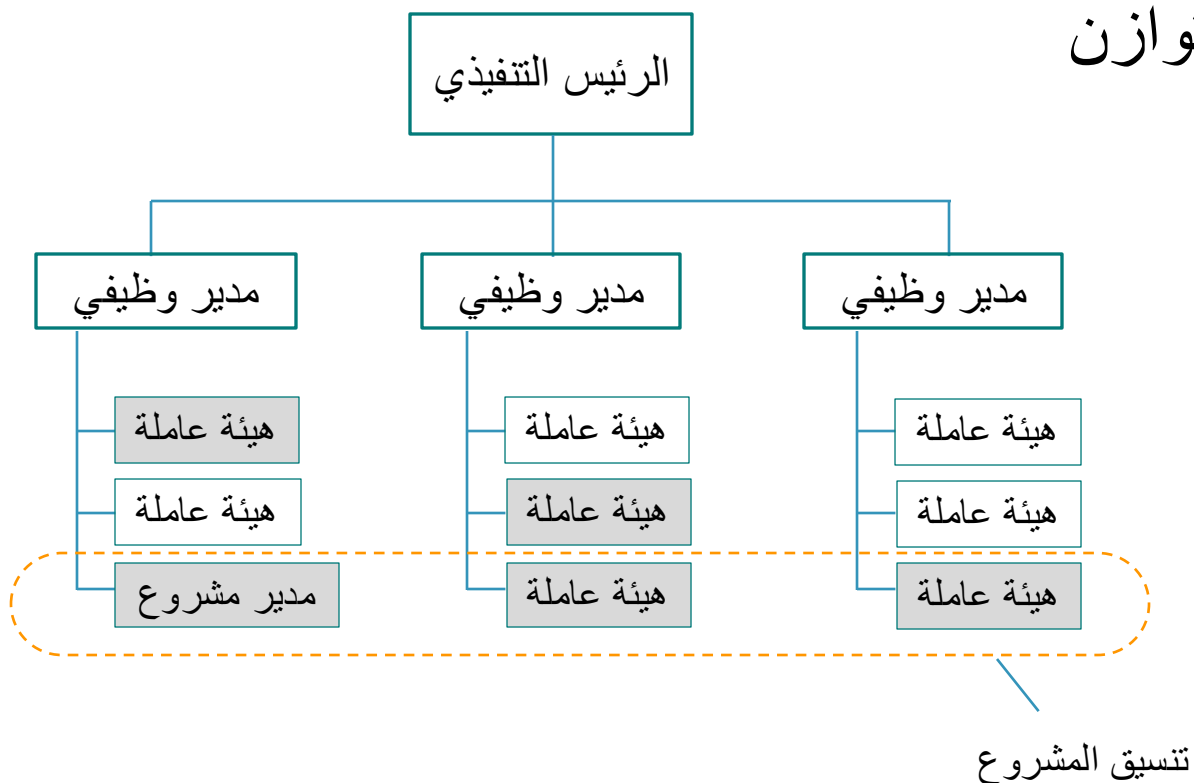 الرئيس التنفيذي
مدير وظيفي
مدير وظيفي
مدير وظيفي
هيئة عاملة
هيئة عاملة
هيئة عاملة
هيئة عاملة
هيئة عاملة
هيئة عاملة
هيئة عاملة
هيئة عاملة
مدير مشروع
تنسيق المشروع